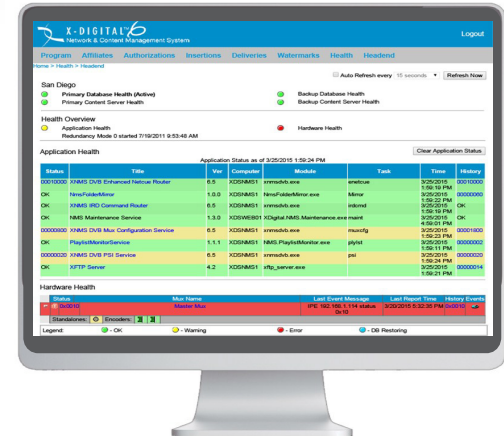 X-DIGITAL 6
Network & Content Management System
Logout
Program Affiliates Authorizations Insertions Deliveries Watermarks Health Headend
Home > Health > Headend
Auto Refresh every 15 seconds Refresh Now
San Diego
Primary Database Health (Active) Backup Database Health
Primary Content Server Health Backup Content Server Health
Health Overview
Application Health Hardware Health
Redundancy Mode 0 started 7/19/2011 9:53:48 AM
Application Health Clear Application Status
Application Status as of 3/25/2015 1:59:24 PM
Status Title Ver Computer Module Task Time History
00010000 XNMS DVB Enhanced Netcue Router 6.5 XDSNMS1 xnmsdvb.exe enetcue 3/25/2015 00010000
1:59:19 PM
OK NmsFolderMirror 1.0.0 XDSNMS1 NmsFolderMirror.exe Mirror 3/25/2015 00000080
1:59:22 PM
OK XNMS IRD Command Router 6.5 XDSNMS1 xnmsdvb.exe irdcmd 3/25/2015 OK
1:59:19 PM
OK NMS Maintenance Service 1.3.0 XDSWEB01 XDigital.NMS.Maintenance.exe maint 3/25/2015 OK
4:59:01 PM
00000800 XNMS DVB Mux Configuration Service 6.5 XDSNMS1 xnmsdvb.exe muxcfg 3/25/2015 00001800
1:59:23 PM
OK PlaylistMonitorService 1.1.1 XDSNMS1 NMS.PlaylistMonitor.exe plylst 3/25/2015 00000002
1:59:11 PM
00000020 XNMS DVB PSI Service 6.5 XDSNMS1 xnmsdvb.exe psi 3/25/2015 00000020
1:59:24 PM
OK XFTP Server 4.2 XDSNMS1 xftp_server.exe 3/25/2015 00000014
1:59:21 PM
Hardware Health
Status Mux Name Last Event Message Last Report Time History Events
0x0010 Master Mux IPE 192.168.1.114 status 3/20/2015 5:32:35 PM 0x0010
0x10
Standalones: Encoders:
Legend: - OK - Warning - Error - DB Restoring